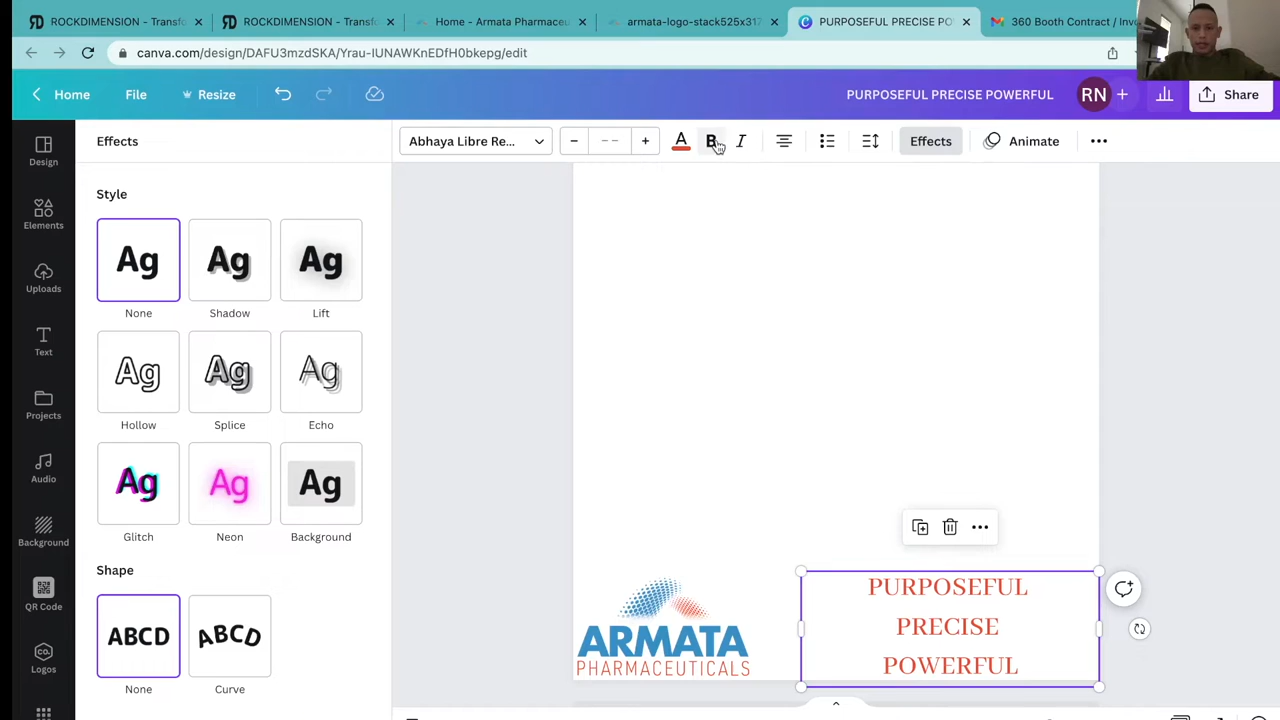 ROCKDIMENSION - Transfo
ROCKDIMENSION - Transfo
Home - Armata Pharmaceu
armata-logo-stack525x317
PURPOSEFUL PRECISE PO
360 Booth Contract / Invo
canva.com/design/DAFU3mzdSKA/Yrau-IUNAWKnEDfH0bkepg/edit
Home
File
Resize
PURPOSEFUL PRECISE POWERFUL
RN
Share
Design
Elements
Uploads
Text
Projects
Audio
Background
QR Code
Logos
Effects
Abhaya Libre Re...
– –
A
B
I
Effects
Animate
Style
Ag
Ag
Ag
None
Shadow
Lift
Ag
Ag
Ag
Hollow
Splice
Echo
Ag
Ag
Ag
Glitch
Neon
Background
Shape
ABCD
ABCD
None
Curve
ARMATA
PHARMACEUTICALS
PURPOSEFUL
PRECISE
POWERFUL